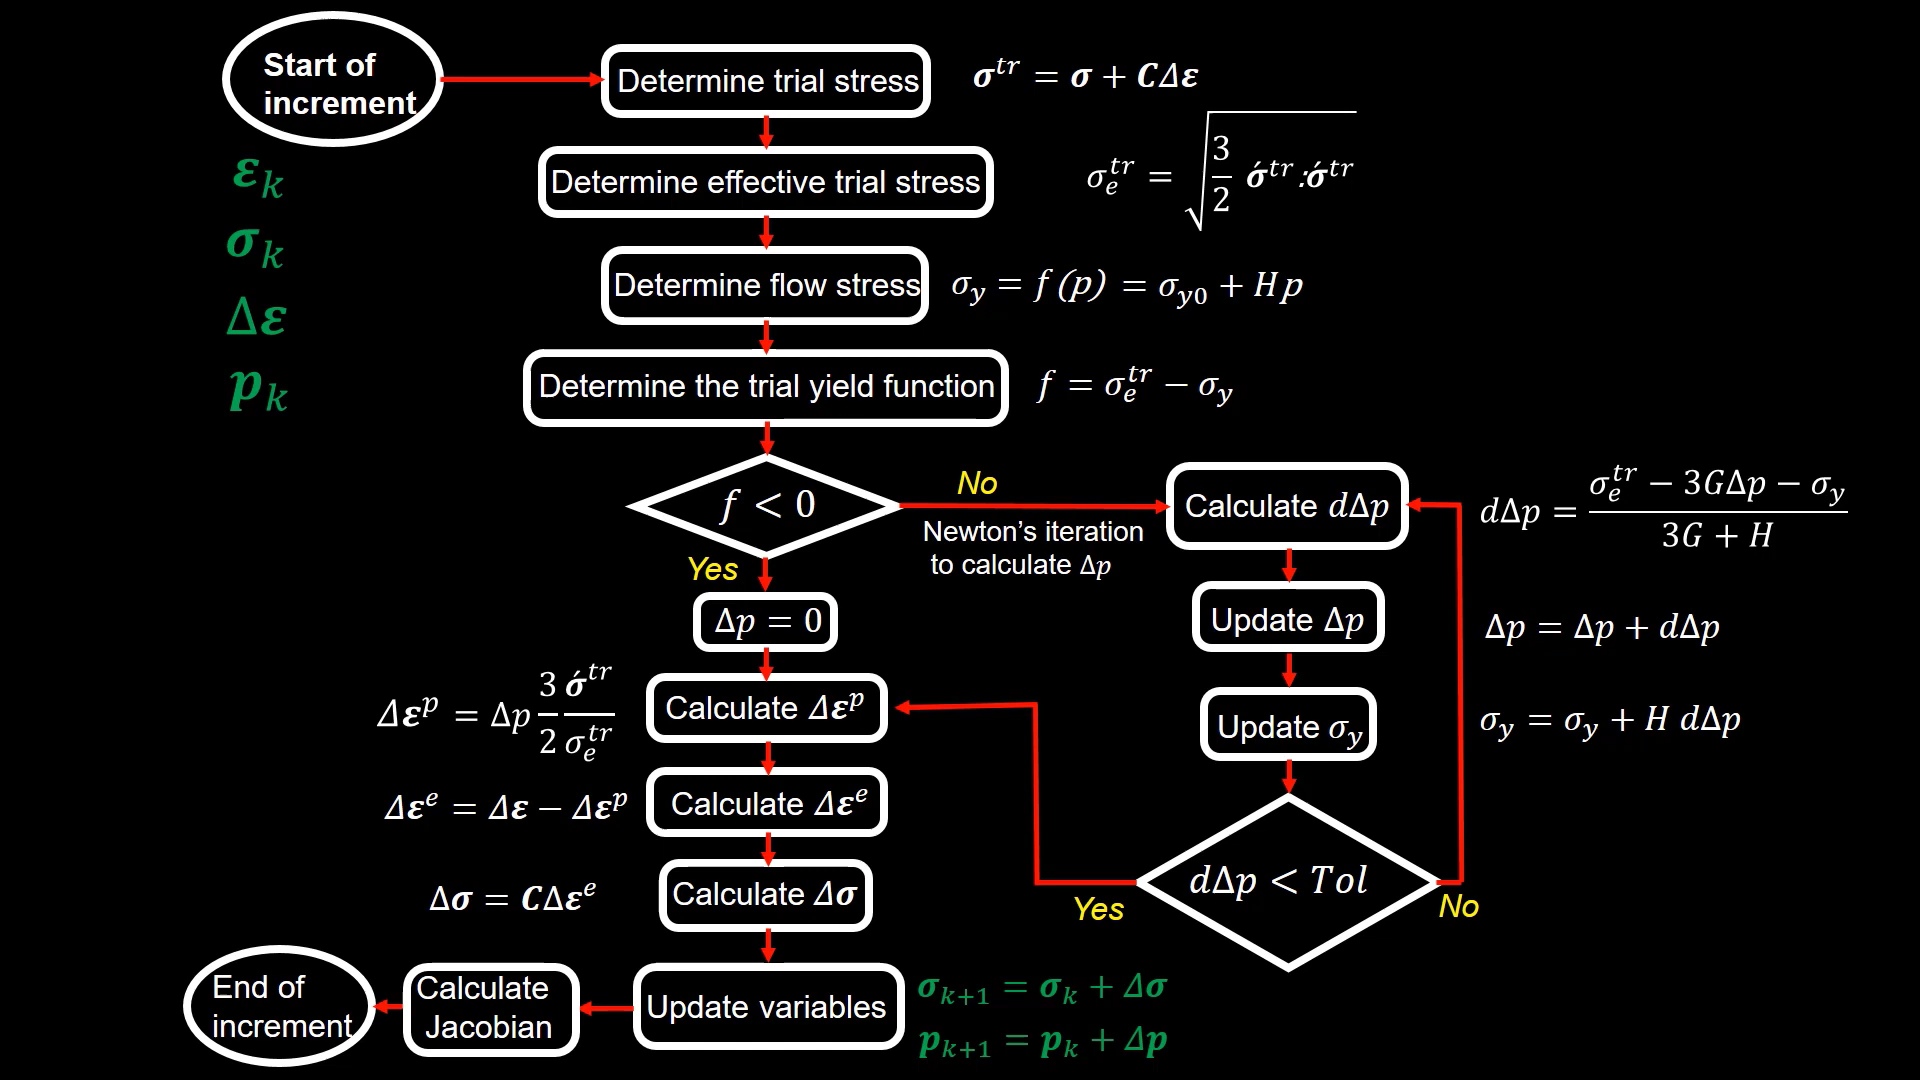 Start of
increment
Determine trial stress
σ^tr = σ + CΔε
Determine effective trial stress
σ_e^tr = √(3/2 σ́^tr:σ́^tr)
Determine flow stress
σ_y = f(p) = σ_y0 + Hp
Determine the trial yield function
f = σ_e^tr − σ_y
ε_k
σ_k
Δε
p_k
f < 0
No
Newton's iteration
to calculate Δp
Yes
Calculate dΔp
dΔp = (σ_e^tr − 3GΔp − σ_y)/(3G + H)
Update Δp
Δp = Δp + dΔp
Update σ_y
σ_y = σ_y + H dΔp
dΔp < Tol
Yes
No
Δp = 0
Calculate Δε^p
Δε^p = Δp 3/2 σ́^tr/σ_e^tr
Calculate Δε^e
Δε^e = Δε − Δε^p
Calculate Δσ
Δσ = CΔε^e
Update variables
σ_k+1 = σ_k + Δσ
p_k+1 = p_k + Δp
Calculate
Jacobian
End of
increment